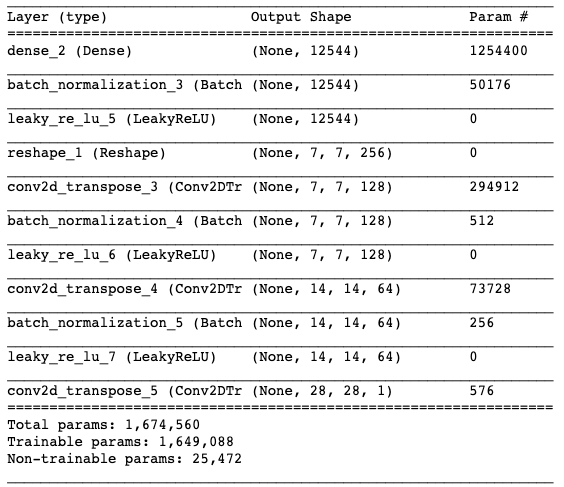 Layer (type)                 Output Shape              Param #
=================================================================
dense_2 (Dense)              (None, 12544)             1254400
batch_normalization_3 (Batch (None, 12544)             50176
leaky_re_lu_5 (LeakyReLU)    (None, 12544)             0
reshape_1 (Reshape)          (None, 7, 7, 256)         0
conv2d_transpose_3 (Conv2DTr (None, 7, 7, 128)         294912
batch_normalization_4 (Batch (None, 7, 7, 128)         512
leaky_re_lu_6 (LeakyReLU)    (None, 7, 7, 128)         0
conv2d_transpose_4 (Conv2DTr (None, 14, 14, 64)        73728
batch_normalization_5 (Batch (None, 14, 14, 64)        256
leaky_re_lu_7 (LeakyReLU)    (None, 14, 14, 64)        0
conv2d_transpose_5 (Conv2DTr (None, 28, 28, 1)         576
=================================================================
Total params: 1,674,560
Trainable params: 1,649,088
Non-trainable params: 25,472